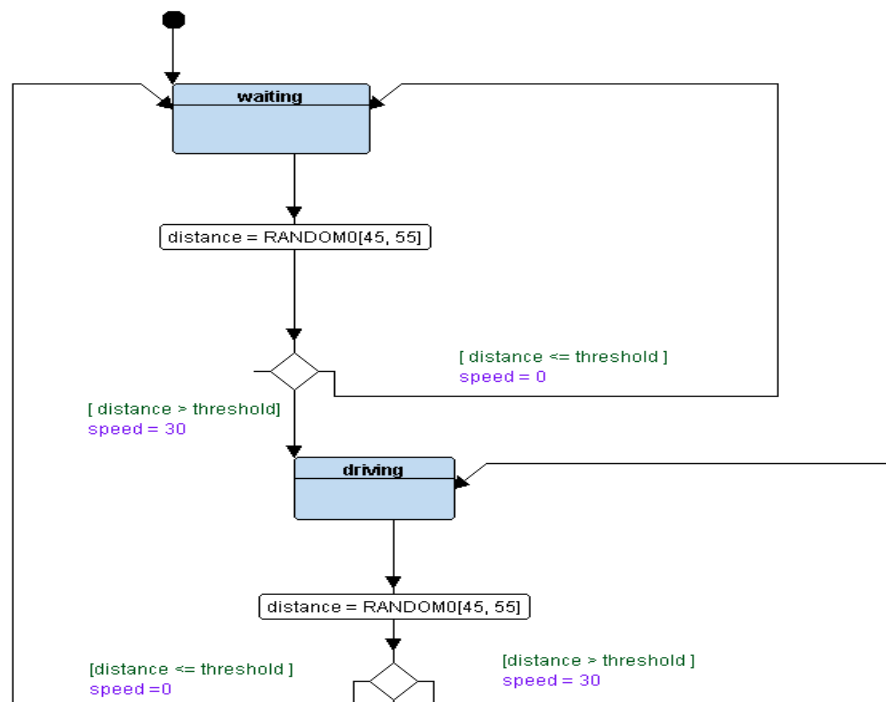 waiting
distance = RANDOM0[45, 55]
[ distance <= threshold ]
speed = 0
[ distance > threshold]
speed = 30
driving
distance = RANDOM0[45, 55]
[distance <= threshold ]
speed =0
[distance > threshold ]
speed = 30